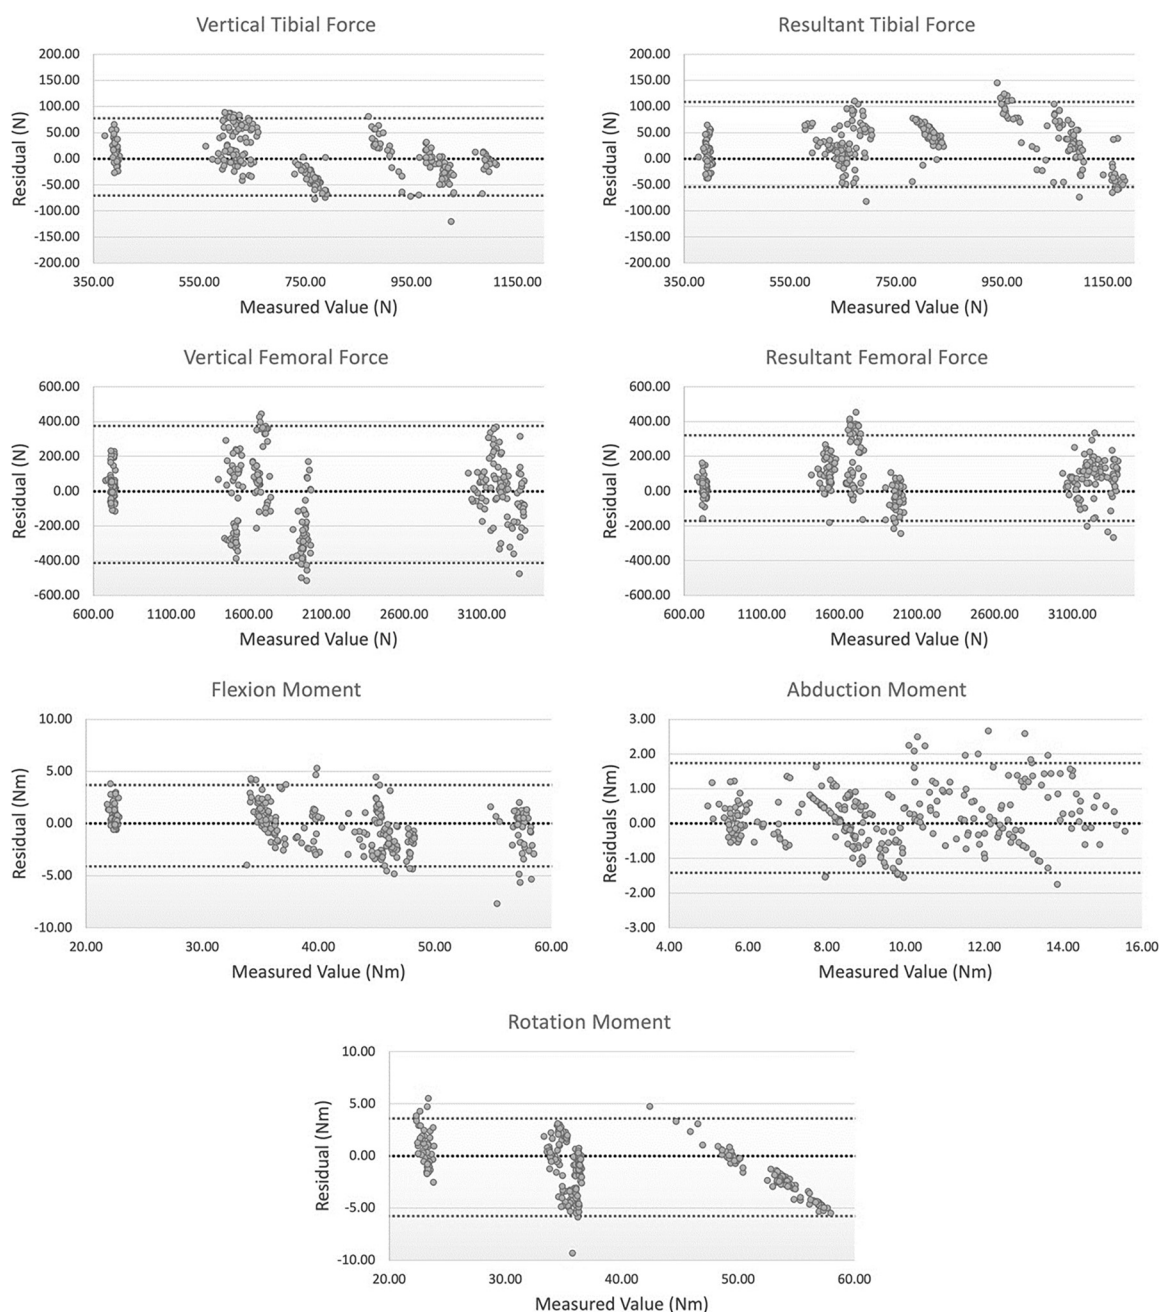 Vertical Tibial Force
200.00
150.00
100.00
50.00
0.00
-50.00
-100.00
-150.00
-200.00
Residual (N)
350.00 550.00 750.00 950.00 1150.00
Measured Value (N)
Resultant Tibial Force
200.00
150.00
100.00
50.00
0.00
-50.00
-100.00
-150.00
-200.00
Residual (N)
350.00 550.00 750.00 950.00 1150.00
Measured Value (N)
Vertical Femoral Force
600.00
400.00
200.00
0.00
-200.00
-400.00
-600.00
Residual (N)
600.00 1100.00 1600.00 2100.00 2600.00 3100.00
Measured Value (N)
Resultant Femoral Force
600.00
400.00
200.00
0.00
-200.00
-400.00
-600.00
Residual (N)
600.00 1100.00 1600.00 2100.00 2600.00 3100.00
Measured Value (N)
Flexion Moment
10.00
5.00
0.00
-5.00
-10.00
Residual (Nm)
20.00 30.00 40.00 50.00 60.00
Measured Value (Nm)
Abduction Moment
3.00
2.00
1.00
0.00
-1.00
-2.00
-3.00
Residuals (Nm)
4.00 6.00 8.00 10.00 12.00 14.00 16.00
Measured Value (Nm)
Rotation Moment
10.00
5.00
0.00
-5.00
-10.00
Residual (Nm)
20.00 30.00 40.00 50.00 60.00
Measured Value (Nm)